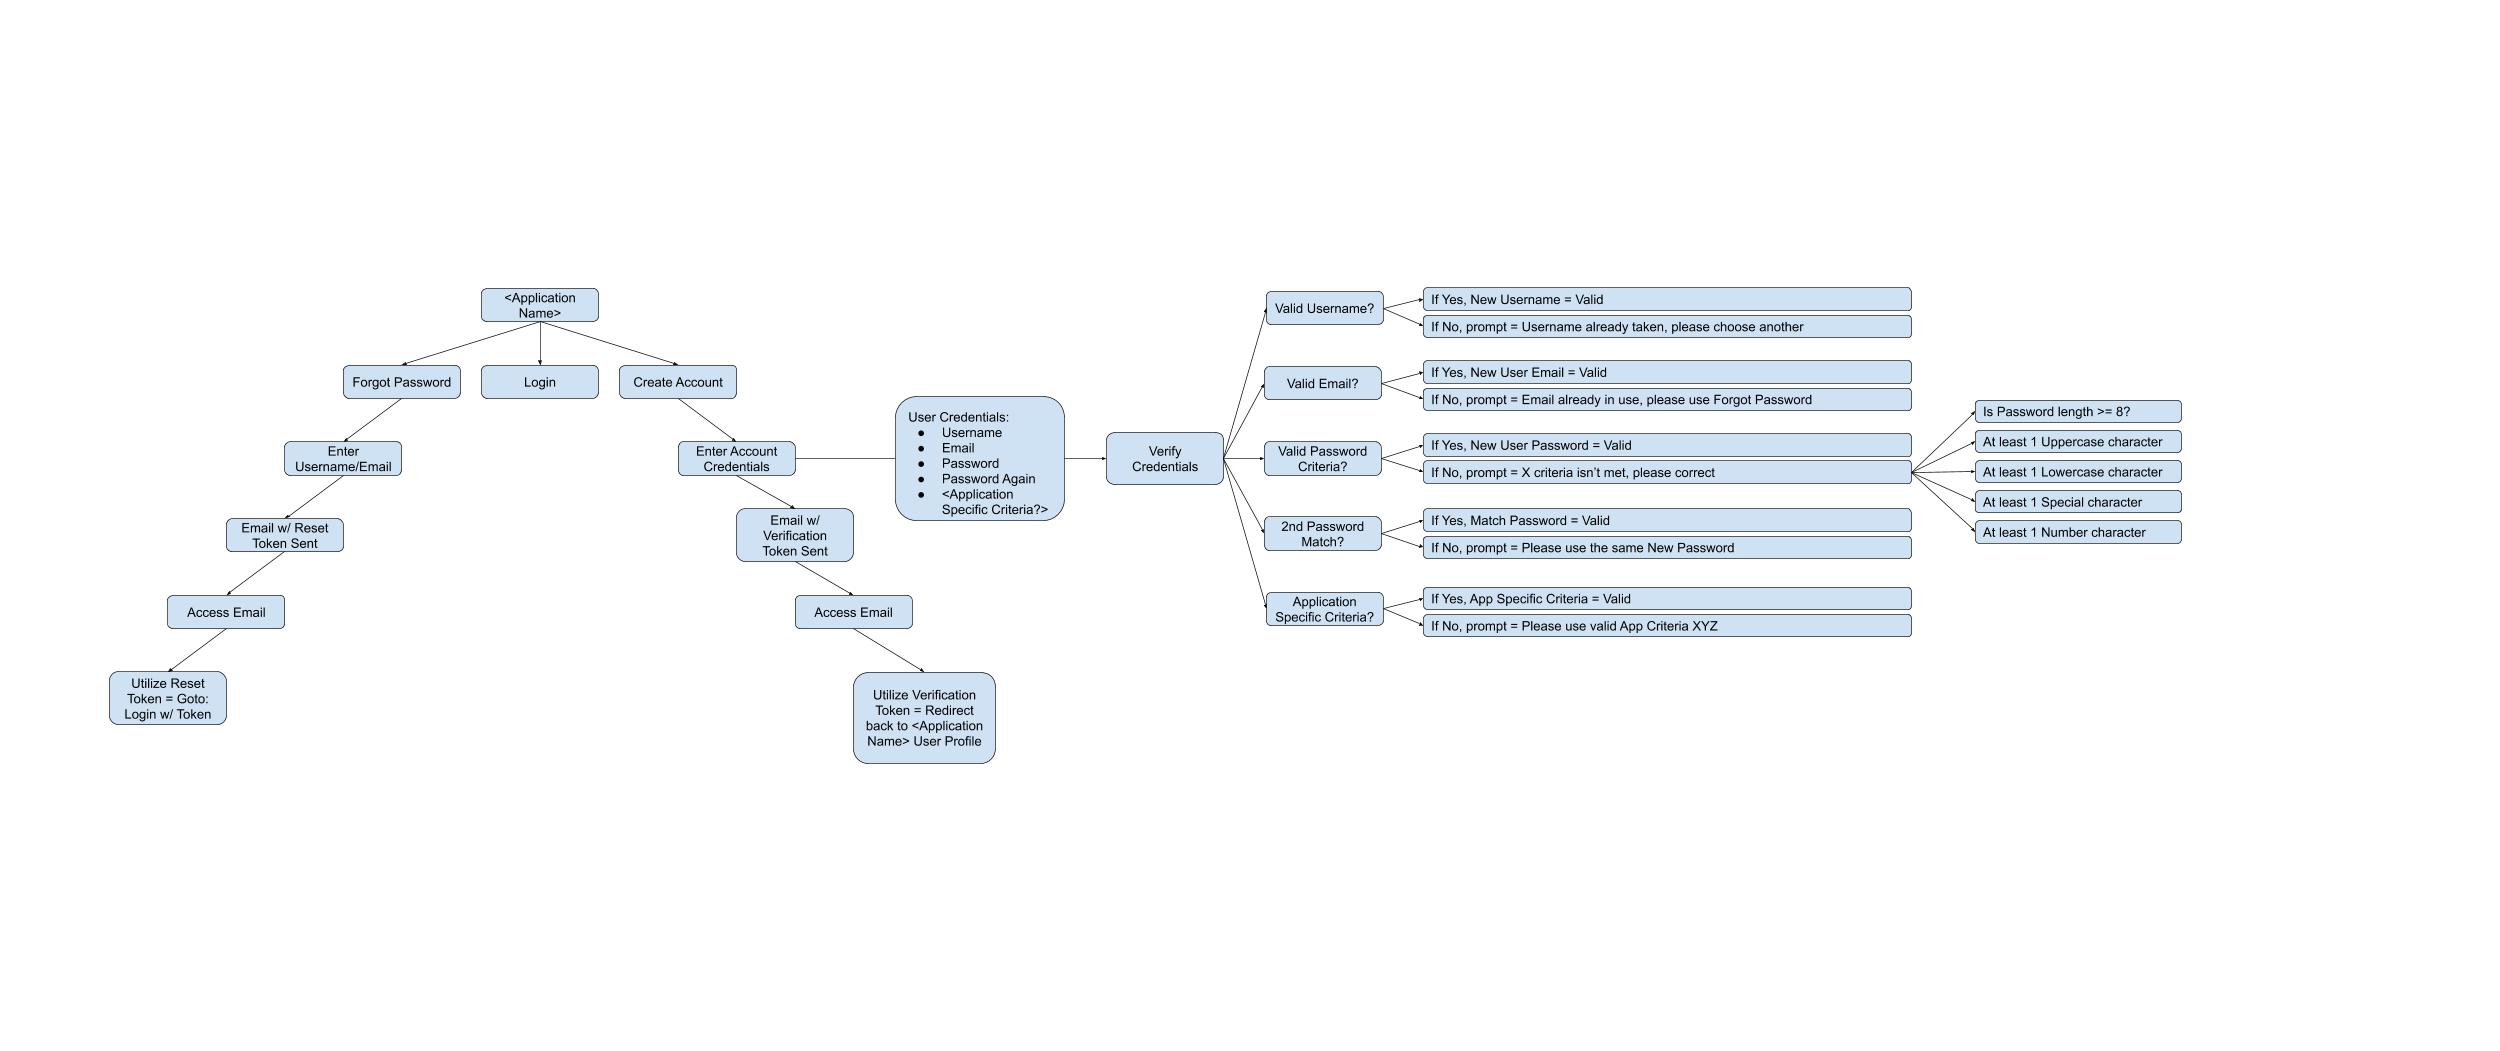 <Application
Name>
Forgot Password
Login
Create Account
Enter
Username/Email
Email w/ Reset
Token Sent
Access Email
Utilize Reset
Token = Goto:
Login w/ Token
Enter Account
Credentials
Email w/
Verification
Token Sent
Access Email
Utilize Verification
Token = Redirect
back to <Application
Name> User Profile
User Credentials:
● Username
● Email
● Password
● Password Again
● <Application
Specific Criteria?>
Verify
Credentials
Valid Username?
If Yes, New Username = Valid
If No, prompt = Username already taken, please choose another
Valid Email?
If Yes, New User Email = Valid
If No, prompt = Email already in use, please use Forgot Password
Valid Password
Criteria?
If Yes, New User Password = Valid
If No, prompt = X criteria isn’t met, please correct
Is Password length >= 8?
At least 1 Uppercase character
At least 1 Lowercase character
At least 1 Special character
At least 1 Number character
2nd Password
Match?
If Yes, Match Password = Valid
If No, prompt = Please use the same New Password
Application
Specific Criteria?
If Yes, App Specific Criteria = Valid
If No, prompt = Please use valid App Criteria XYZ